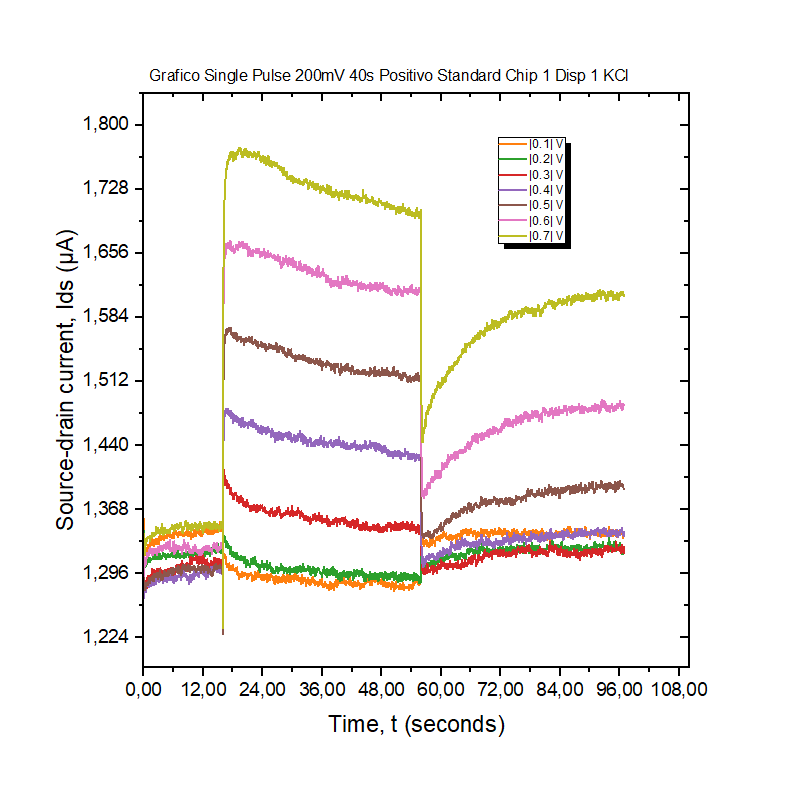 Grafico Single Pulse 200mV 40s Positivo Standard Chip 1 Disp 1 KCl
|0.1| V
|0.2| V
|0.3| V
|0.4| V
|0.5| V
|0.6| V
|0.7| V
Source-drain current, Ids (µA)
1,800
1,728
1,656
1,584
1,512
1,440
1,368
1,296
1,224
0,00 12,00 24,00 36,00 48,00 60,00 72,00 84,00 96,00 108,00
Time, t (seconds)